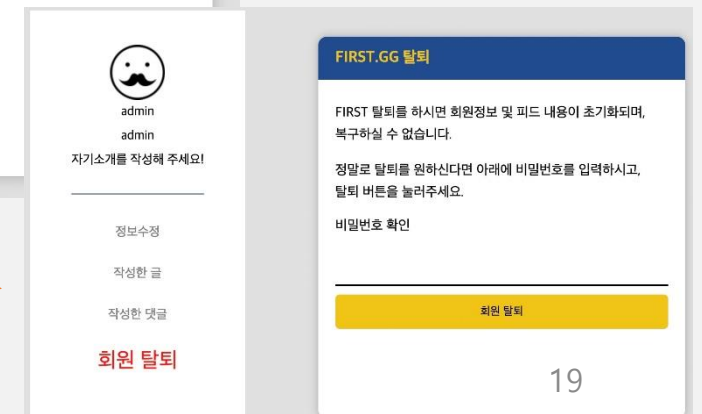 admin
admin
자기소개를 작성해 주세요!
정보수정
작성한 글
작성한 댓글
회원 탈퇴
FIRST.GG 탈퇴
FIRST 탈퇴를 하시면 회원정보 및 피드 내용이 초기화되며,
복구하실 수 없습니다.
정말로 탈퇴를 원하신다면 아래에 비밀번호를 입력하시고,
탈퇴 버튼을 눌러주세요.
비밀번호 확인
회원 탈퇴
19